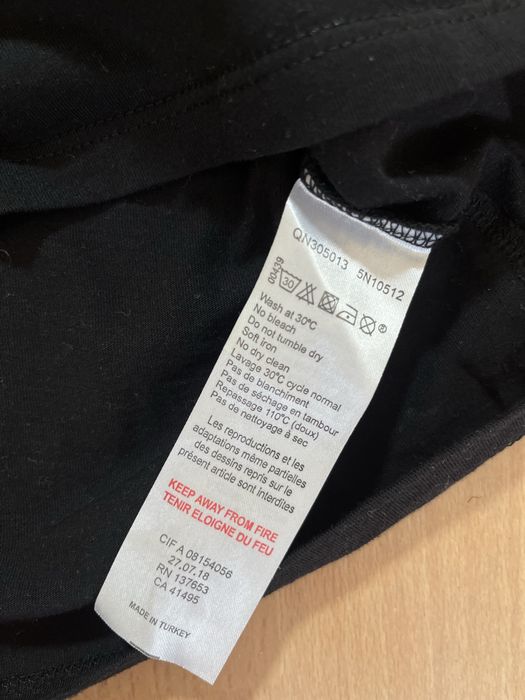 QN305013 5N10512
00439
30
Wash at 30°C
No bleach
Do not tumble dry
Soft iron
No dry clean
Lavage 30°C cycle normal
Pas de blanchiment
Pas de séchage en tambour
Repassage 110°C (doux)
Pas de nettoyage à sec
Les reproductions et les
adaptations même partielles
des dessins repris sur le
présent article sont interdites
KEEP AWAY FROM FIRE
TENIR ELOIGNE DU FEU
CIF A 08154056
27.07.18
RN 137653
CA 41495
MADE IN TURKEY